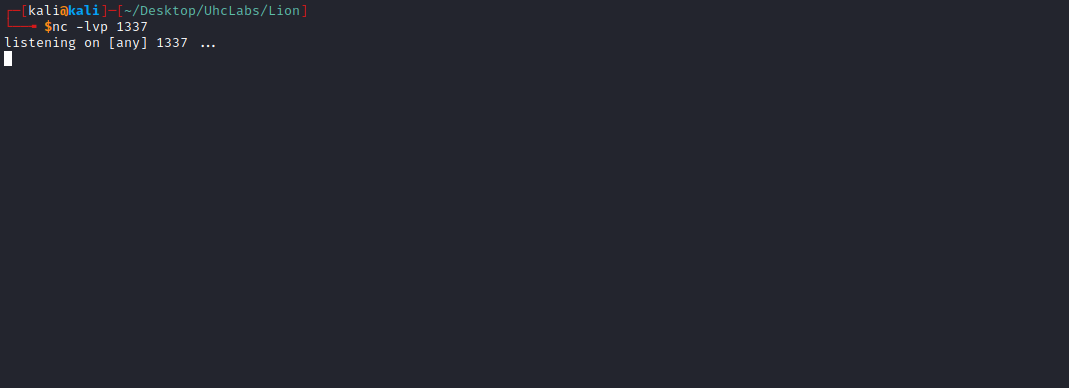 ┌─[kali@kali]─[~/Desktop/UhcLabs/Lion]
└──╼ $nc -lvp 1337
listening on [any] 1337 ...